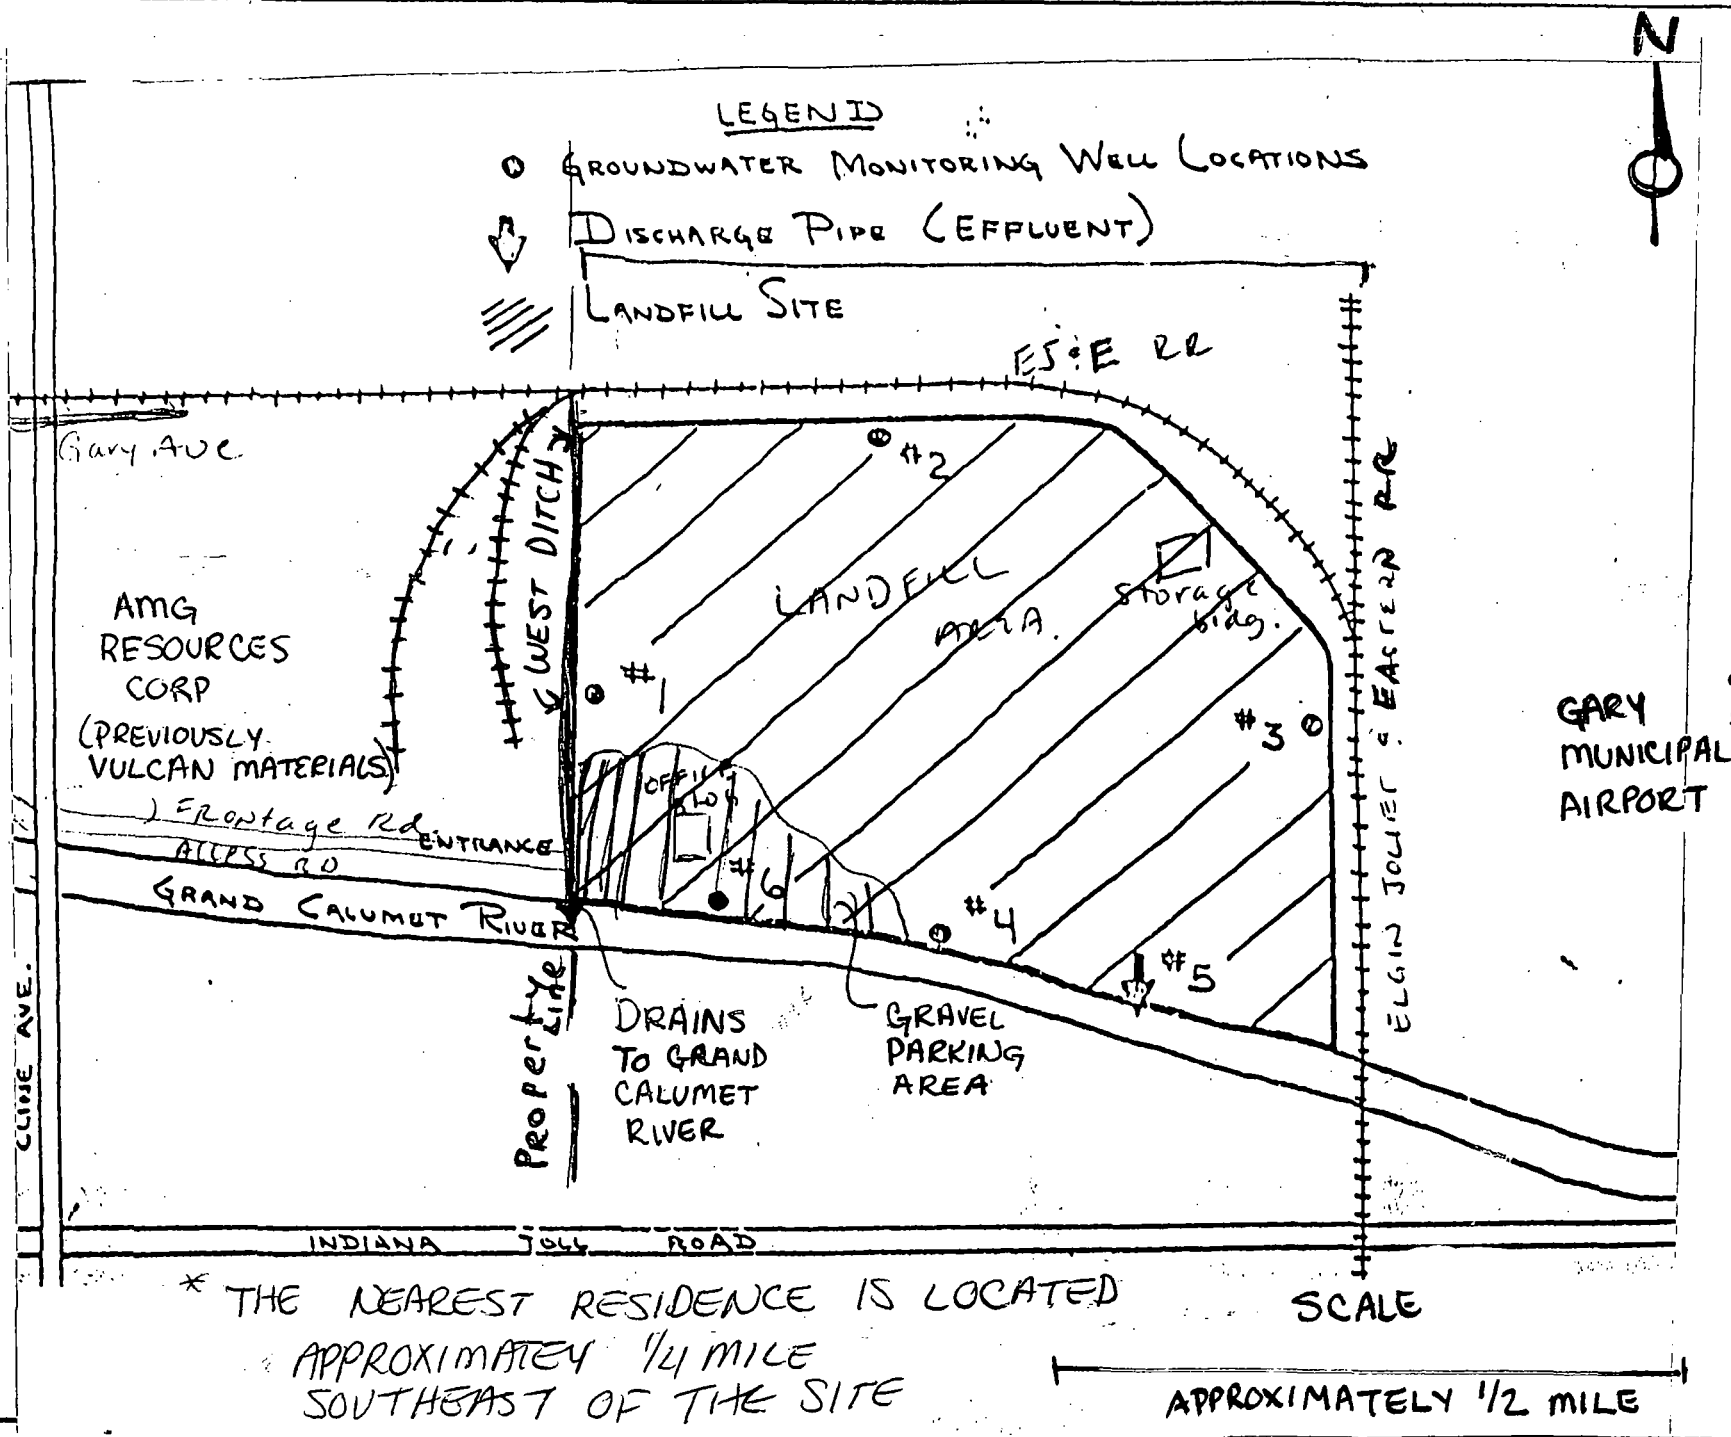 N
LEGEND
GROUNDWATER MONITORING WELL LOCATIONS
DISCHARGE PIPE (EFFLUENT)
LANDFILL SITE
EJ&E RR
Gary Ave
WEST DITCH
#2
LANDFILL
AREA.
Storage
bldg.
ELGIN JOLIET & EASTERN RR
AMG
RESOURCES
CORP
(PREVIOUSLY
VULCAN MATERIALS)
#1
#3
GARY
MUNICIPAL
AIRPORT
OFFICE
Frontage Rd
ENTRANCE
ACCESS RD
#6
GRAND CALUMET RIVER
#4
#5
CLINE AVE.
PROPERTY
LINE
DRAINS
TO GRAND
CALUMET
RIVER
GRAVEL
PARKING
AREA
INDIANA TOLL ROAD
* THE NEAREST RESIDENCE IS LOCATED
APPROXIMATEY 1/4 MILE
SOUTHEAST OF THE SITE
SCALE
APPROXIMATELY 1/2 MILE